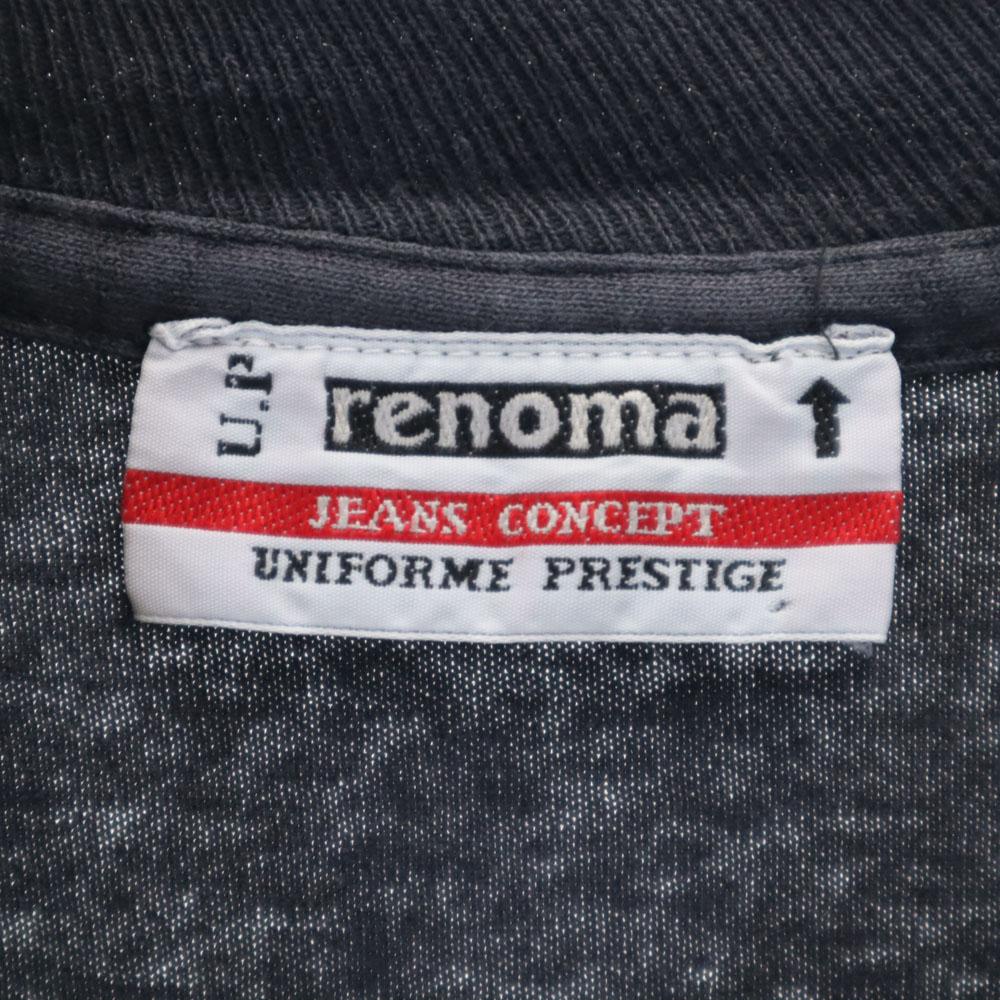 U.P
renoma
JEANS CONCEPT
UNIFORME PRESTIGE